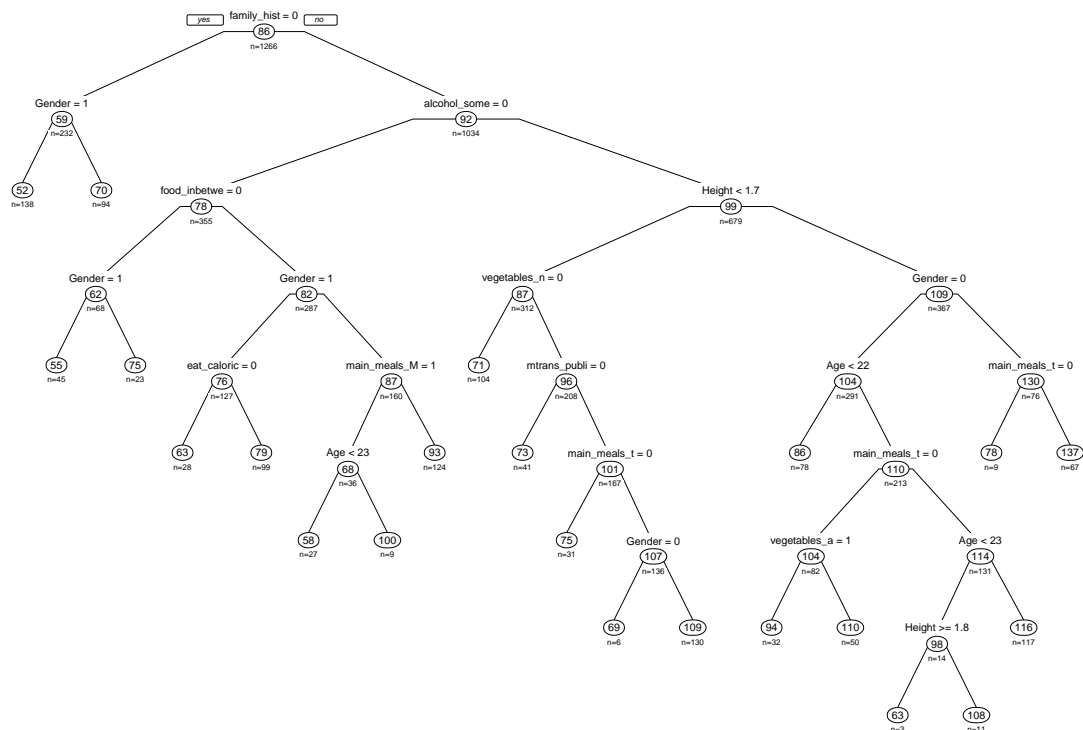 family_hist = 0
yes no
86
n=1266
Gender = 1 alcohol_some = 0
59 92
n=232 n=1034
52 70 food_inbetwe = 0 Height < 1.7
n=138 n=94 78 99
n=355 n=679
Gender = 1 Gender = 1 vegetables_n = 0 Gender = 0
62 82 87 109
n=68 n=287 n=312 n=367
55 75 eat_caloric = 0 main_meals_M = 1 71 mtrans_publi = 0 Age < 22 main_meals_t = 0
n=45 n=23 76 87 n=104 96 104 130
n=127 n=160 n=208 n=291 n=76
63 79 Age < 23 93 73 main_meals_t = 0 86 main_meals_t = 0 78 137
n=28 n=99 68 n=124 n=41 101 n=78 110 n=9 n=67
n=36 n=167 n=213
58 100 75 Gender = 0 vegetables_a = 1 Age < 23
n=27 n=9 n=31 107 104 114
n=136 n=82 n=131
69 109 94 110 Height >= 1.8 116
n=6 n=130 n=32 n=50 98 n=117
n=14
63 108
n=3 n=11